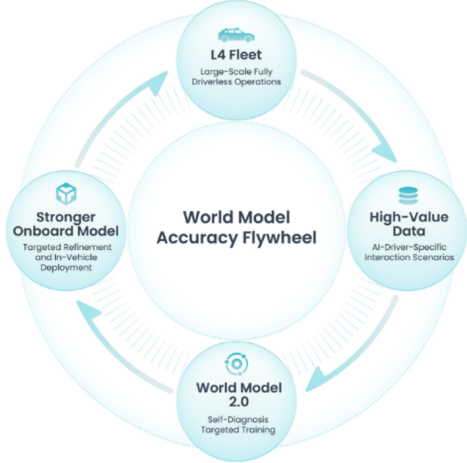 L4 Fleet
Large-Scale Fully
Driverless Operations
Stronger
Onboard Model
Targeted Refinement
and In-Vehicle
Deployment
World Model
Accuracy Flywheel
High-Value
Data
AI-Driver-Specific
Interaction Scenarios
World Model
2.0
Self-Diagnosis
Targeted Training